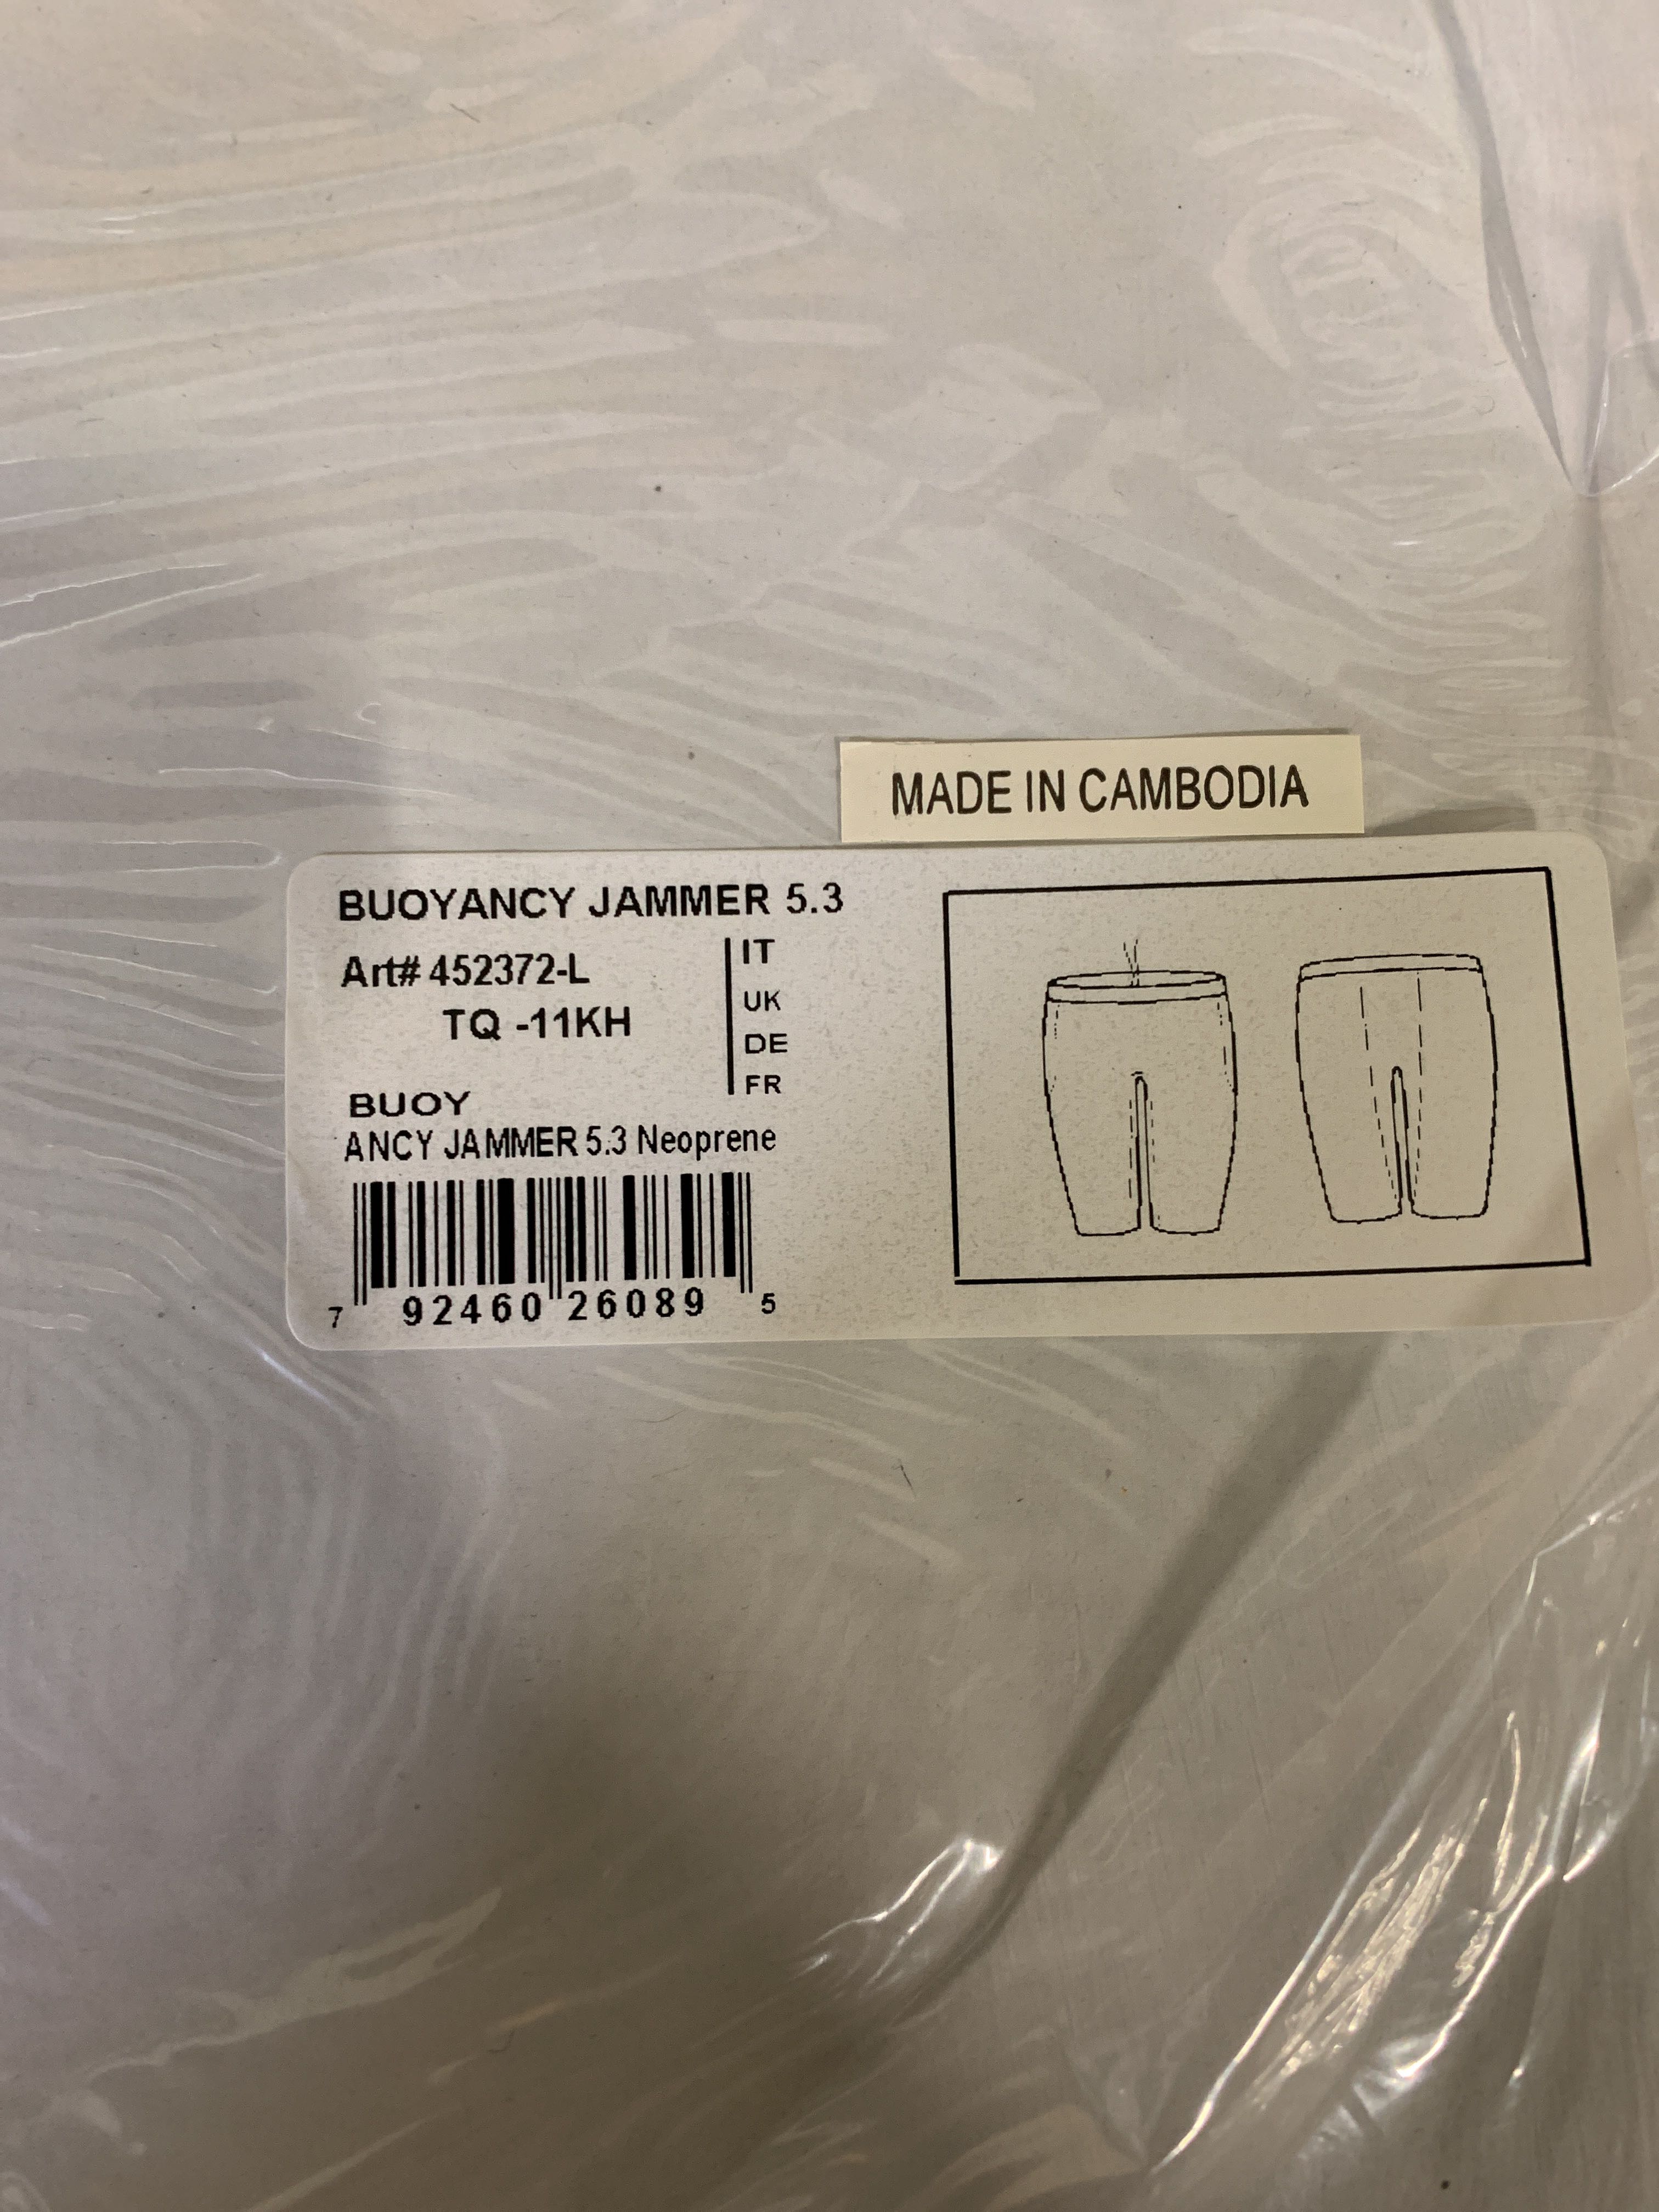 MADE IN CAMBODIA
BUOYANCY JAMMER 5.3
Art# 452372-L
TQ -11KH
IT
UK
DE
FR
BUOY
ANCY JAMMER 5.3 Neoprene
7 92460 26089 5